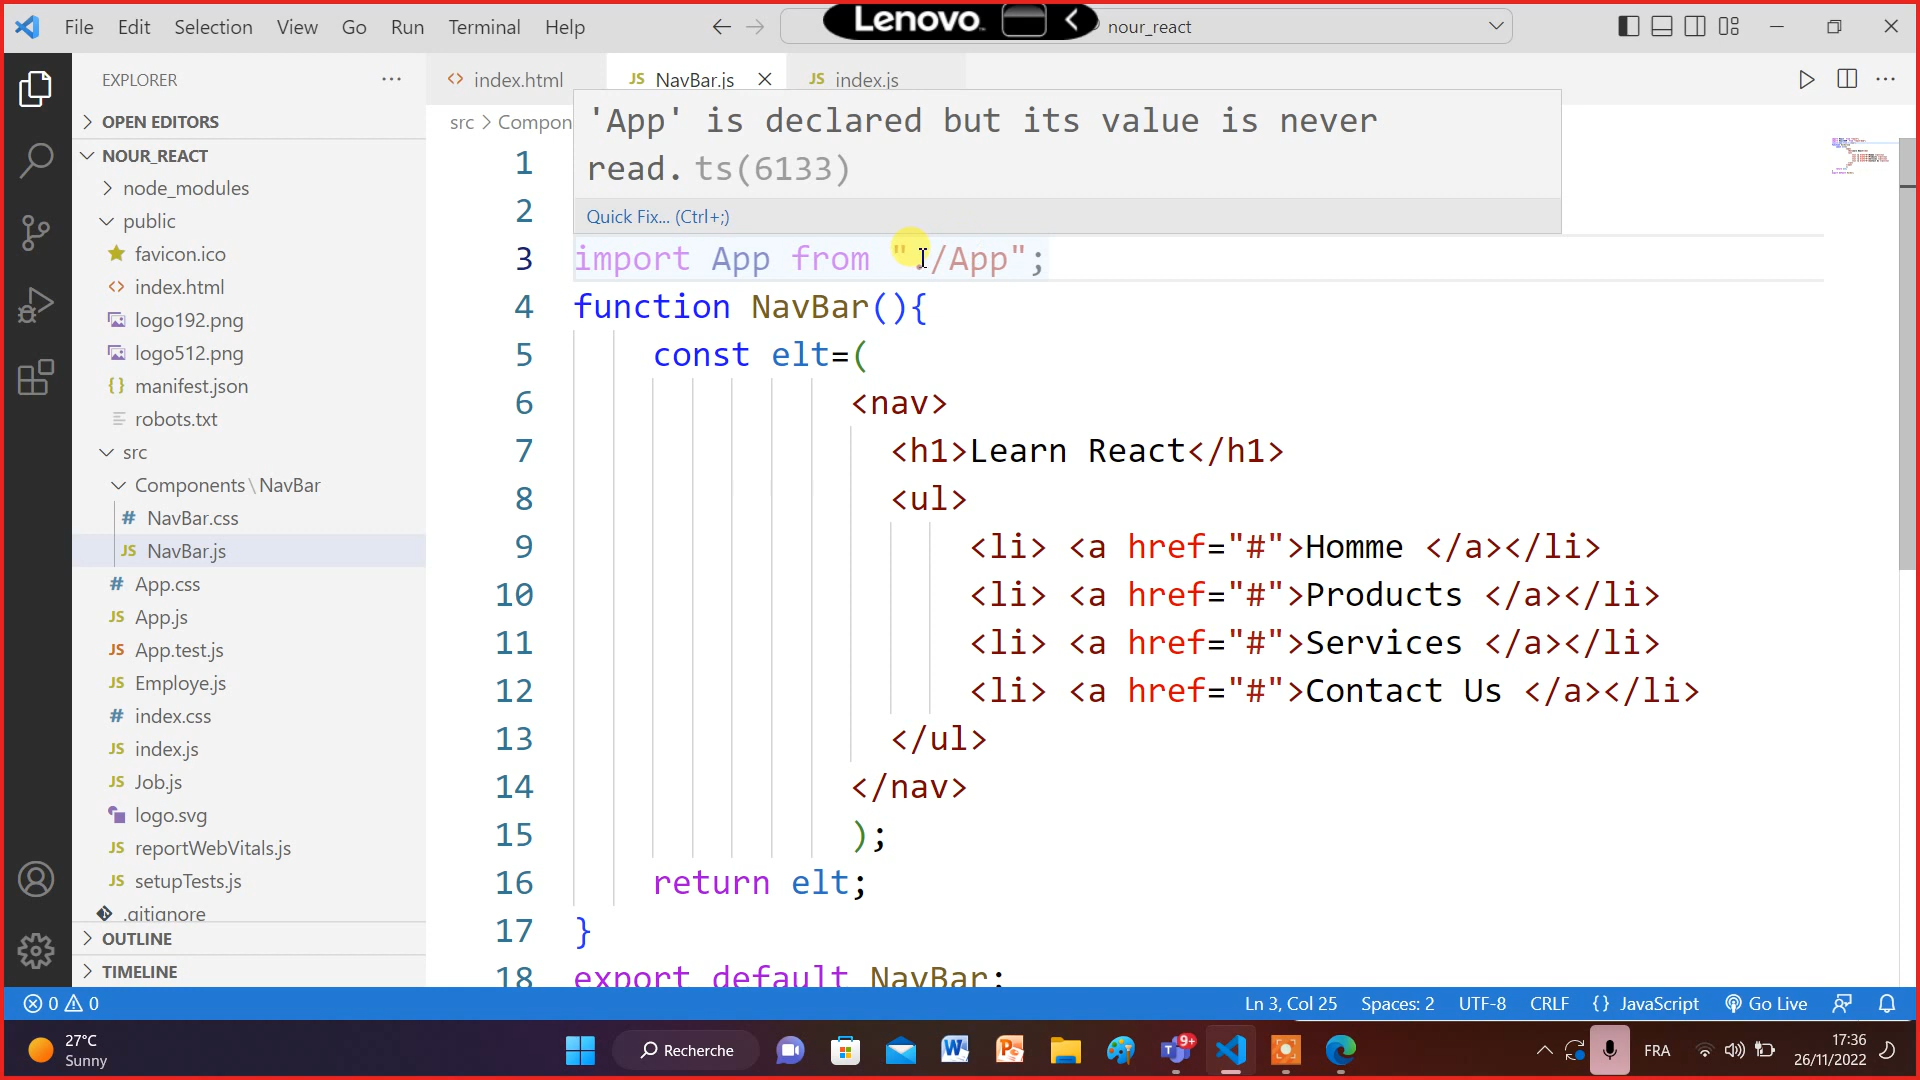 File Edit Selection View Go Run Terminal Help
Lenovo
nour_react
EXPLORER
index.html
NavBar.js
index.js
OPEN EDITORS
NOUR_REACT
node_modules
public
favicon.ico
index.html
logo192.png
logo512.png
manifest.json
robots.txt
src
Components\NavBar
NavBar.css
NavBar.js
App.css
App.js
App.test.js
Employe.js
index.css
index.js
Job.js
logo.svg
reportWebVitals.js
setupTests.js
.gitignore
OUTLINE
TIMELINE
src > Compon
'App' is declared but its value is never
read. ts(6133)
Quick Fix... (Ctrl+;)
1
2
3 import App from "./App";
4 function NavBar(){
5 const elt=(
6 <nav>
7 <h1>Learn React</h1>
8 <ul>
9 <li> <a href="#">Homme </a></li>
10 <li> <a href="#">Products </a></li>
11 <li> <a href="#">Services </a></li>
12 <li> <a href="#">Contact Us </a></li>
13 </ul>
14 </nav>
15 );
16 return elt;
17 }
18 export default NavBar;
0 0
Ln 3, Col 25 Spaces: 2 UTF-8 CRLF {} JavaScript Go Live
27°C
Sunny
Recherche
9+
FRA
17:36
26/11/2022